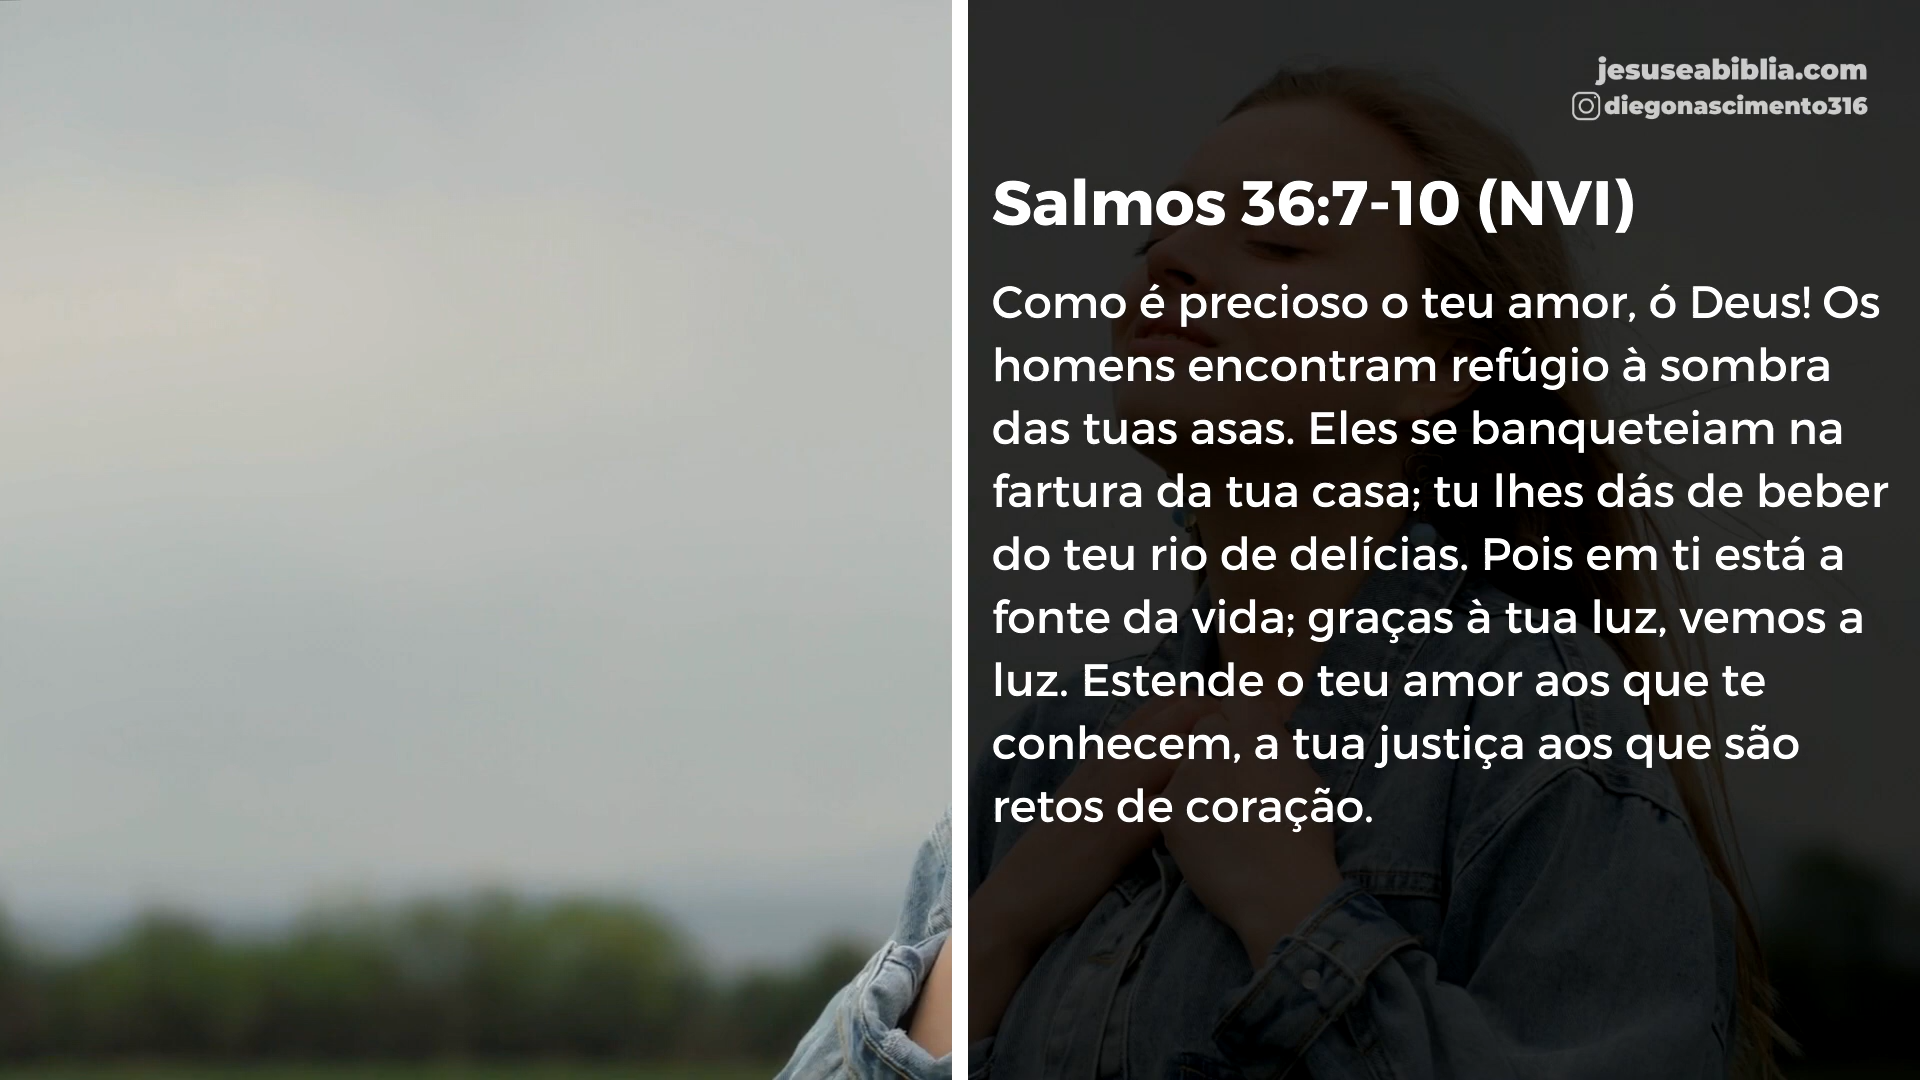 jesuseabiblia.com
diegonascimento316
Salmos 36:7-10 (NVI)
Como é precioso o teu amor, ó Deus! Os
homens encontram refúgio à sombra
das tuas asas. Eles se banqueteiam na
fartura da tua casa; tu lhes dás de beber
do teu rio de delícias. Pois em ti está a
fonte da vida; graças à tua luz, vemos a
luz. Estende o teu amor aos que te
conhecem, a tua justiça aos que são
retos de coração.